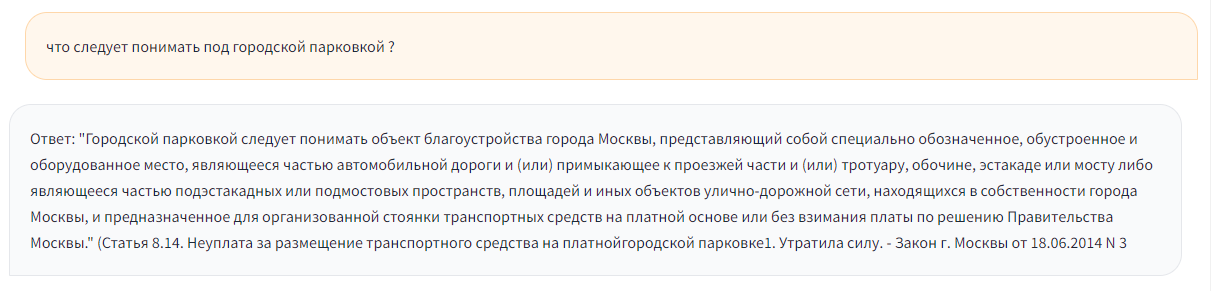 что следует понимать под городской парковкой ?
Ответ: "Городской парковкой следует понимать объект благоустройства города Москвы, представляющий собой специально обозначенное, обустроенное и
оборудованное место, являющееся частью автомобильной дороги и (или) примыкающее к проезжей части и (или) тротуару, обочине, эстакаде или мосту либо
являющееся частью подэстакадных или подмостовых пространств, площадей и иных объектов улично-дорожной сети, находящихся в собственности города
Москвы, и предназначенное для организованной стоянки транспортных средств на платной основе или без взимания платы по решению Правительства
Москвы." (Статья 8.14. Неуплата за размещение транспортного средства на платнойгородской парковке1. Утратила силу. - Закон г. Москвы от 18.06.2014 N 3